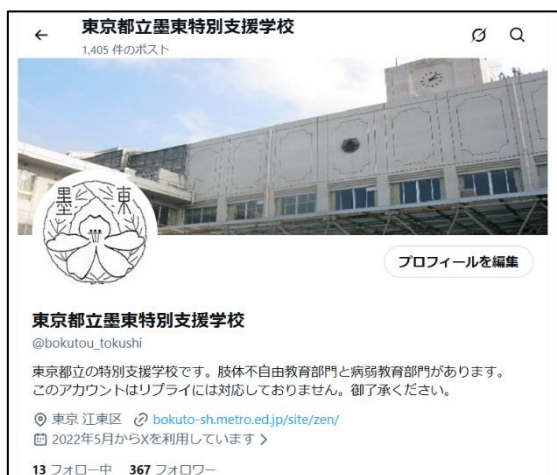 東京都立墨東特別支援学校
1,405 件のポスト
墨東
プロフィールを編集
東京都立墨東特別支援学校
@bokutou_tokushi
東京都立の特別支援学校です。肢体不自由教育部門と病弱教育部門があります。
このアカウントはリプライには対応しておりません。御了承ください。
東京 江東区 bokuto-sh.metro.ed.jp/site/zen/
2022年5月からXを利用しています
13 フォロー中 367 フォロワー